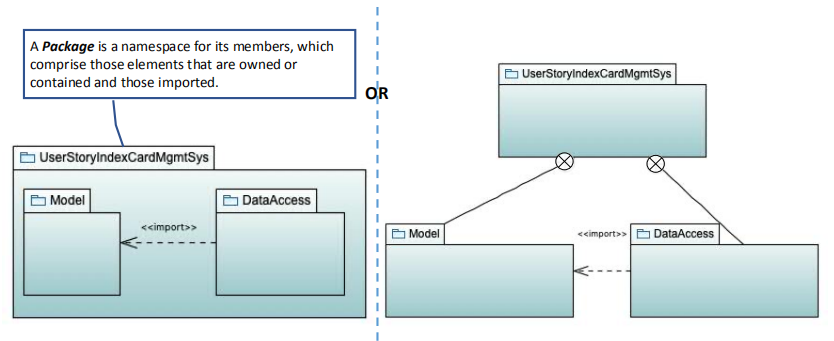 A Package is a namespace for its members, which
comprise those elements that are owned or
contained and those imported.
UserStoryIndexCardMgmtSys
Model
DataAccess
<<import>>
OR
UserStoryIndexCardMgmtSys
Model
<<import>>
DataAccess